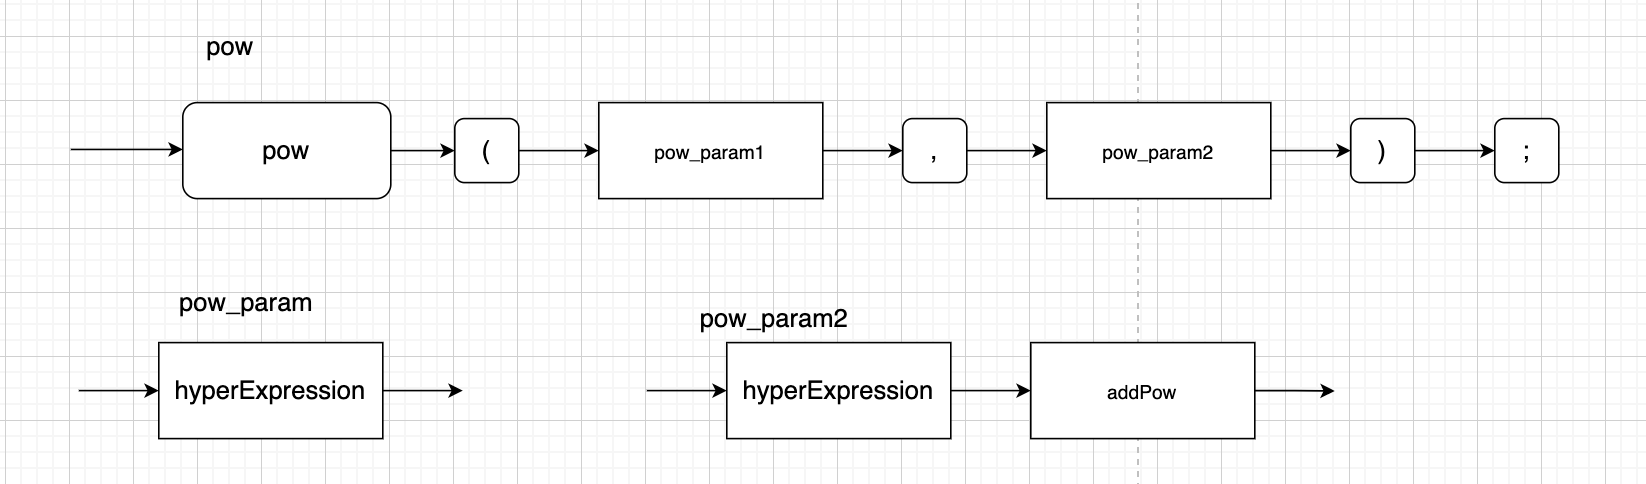 pow
pow
(
pow_param1
,
pow_param2
)
;
pow_param
pow_param2
hyperExpression
hyperExpression
addPow